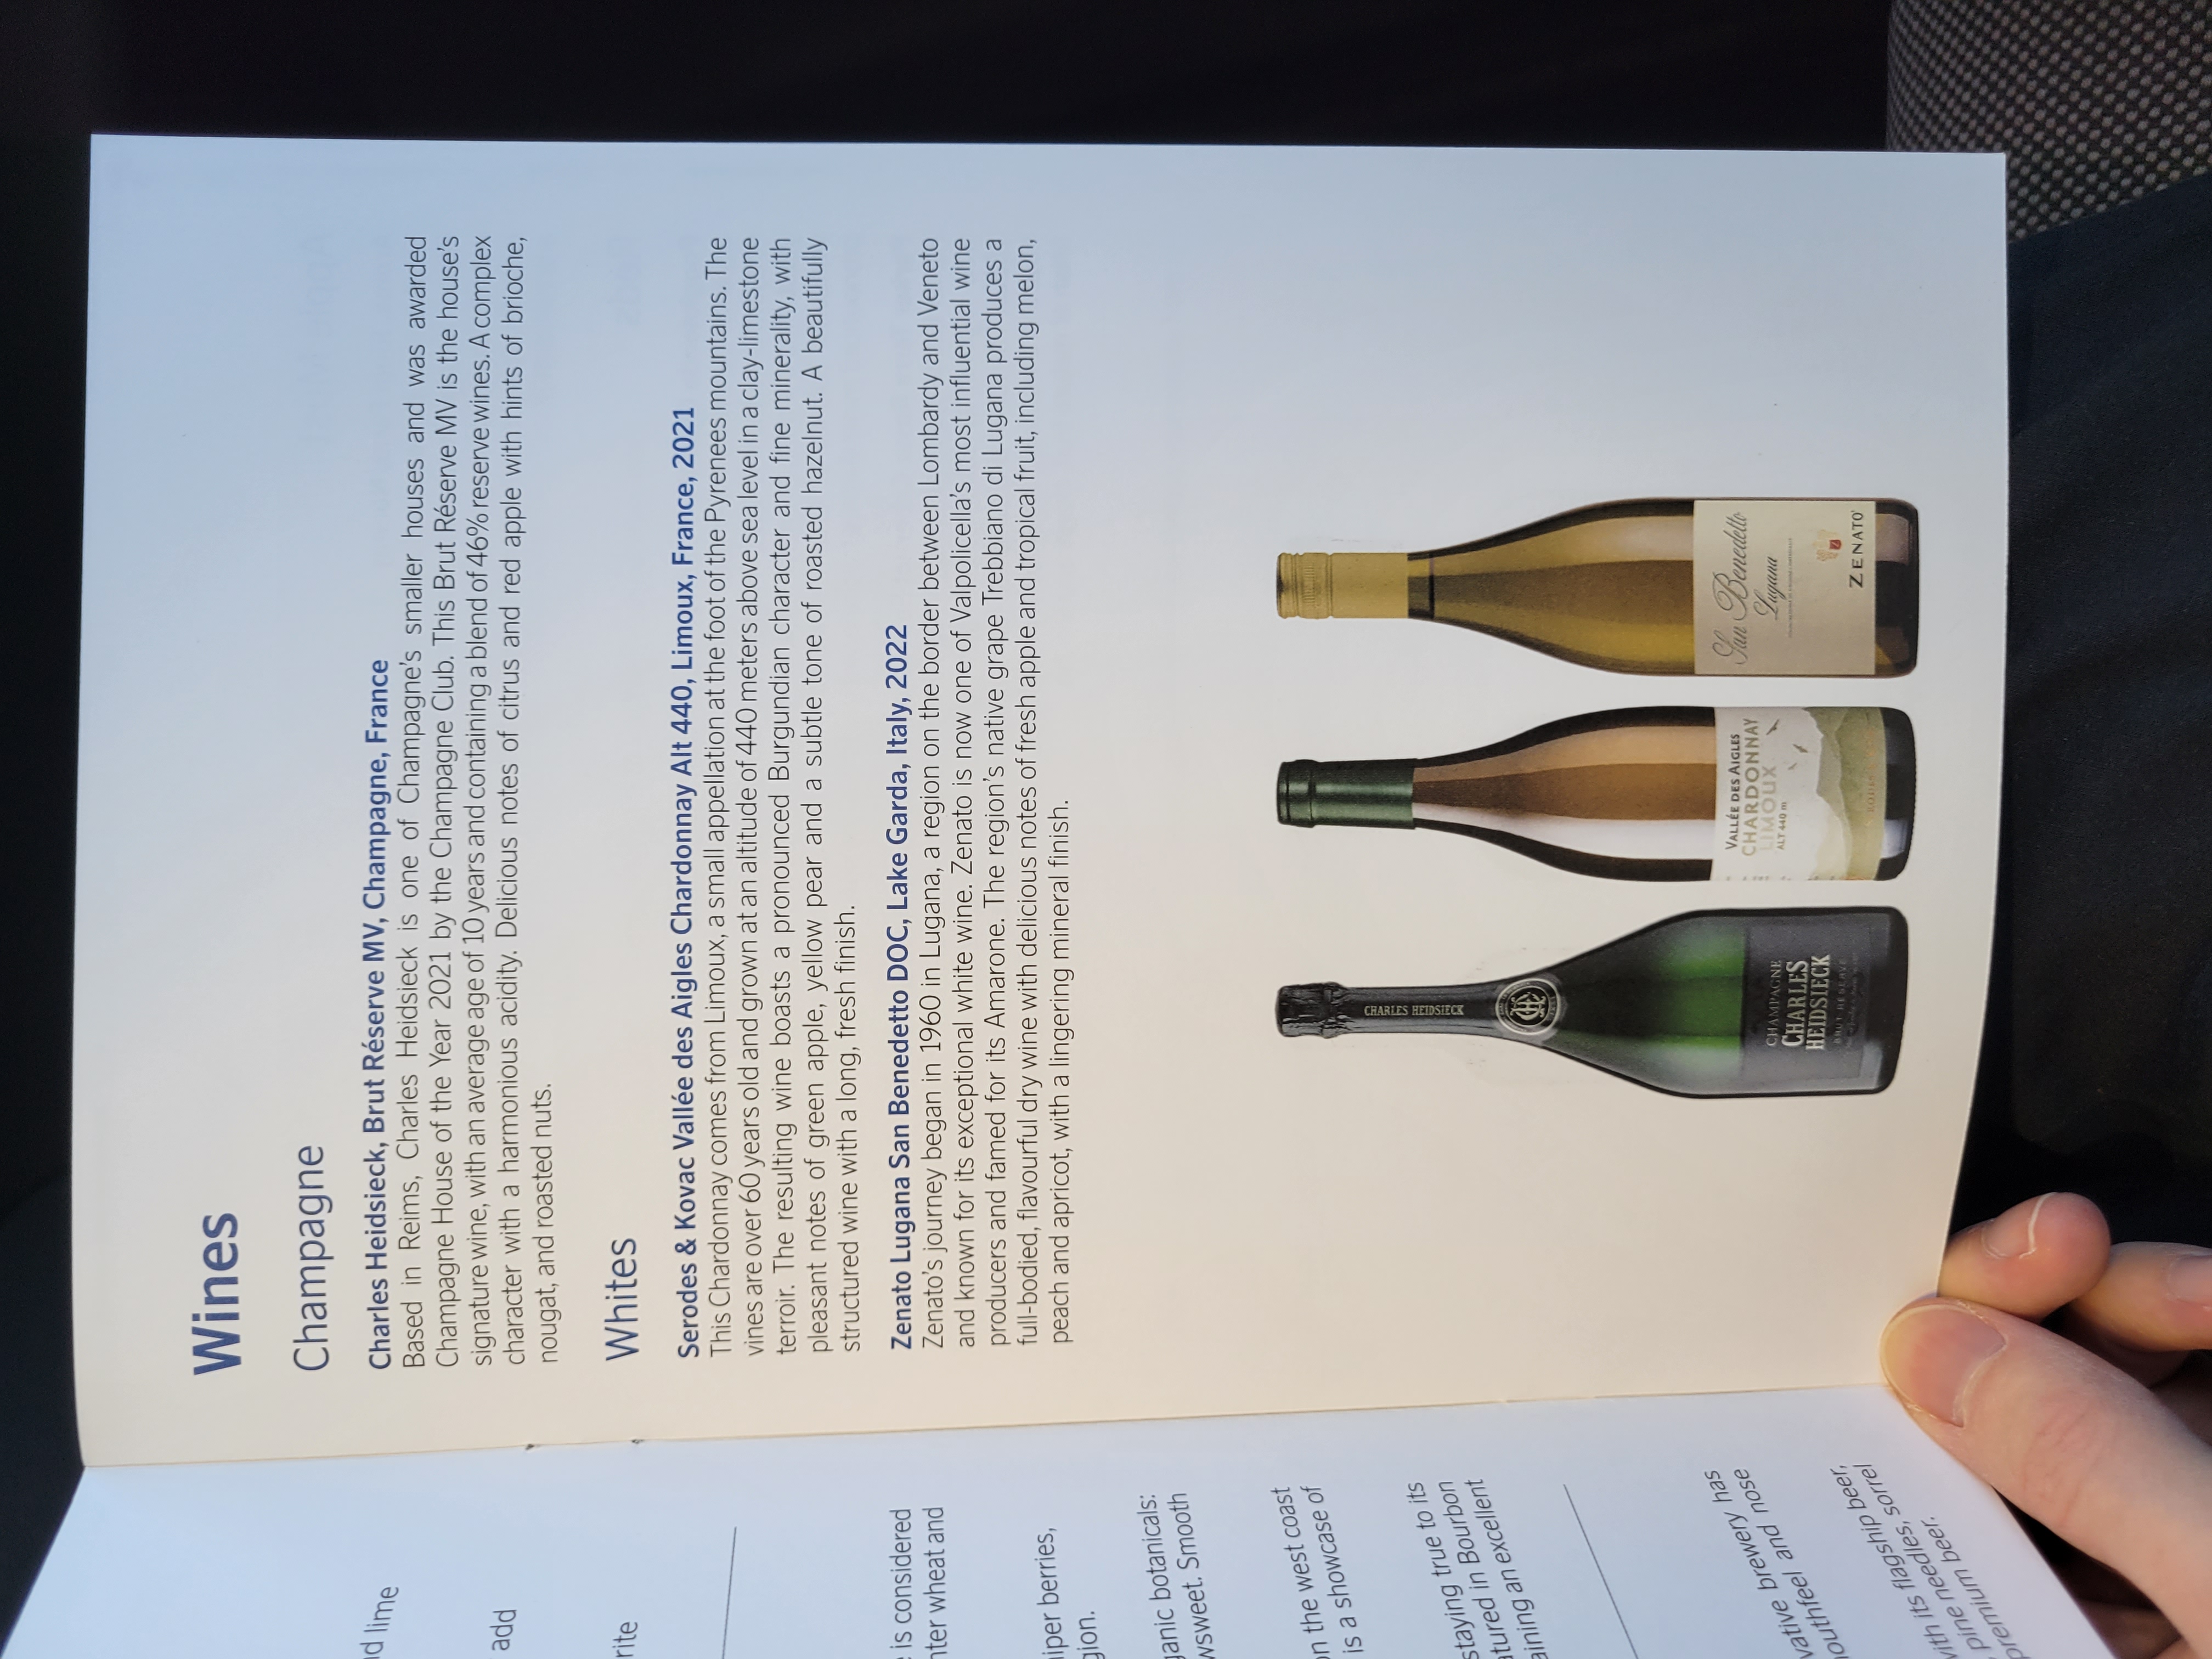 d lime
add
rite
is considered
nter wheat and
iper berries,
gion.
ganic botanicals:
wsweet. Smooth
on the west coast
is a showcase of
staying true to its
atured in Bourbon
aining an excellent
vative brewery has
outhfeel and nose
with its flagship beer,
pine needles, sorrel
premium beer.
Wines
Champagne
Charles Heidsieck, Brut Réserve MV, Champagne, France
Based in Reims, Charles Heidsieck is one of Champagne's smaller houses and was awarded
Champagne House of the Year 2021 by the Champagne Club. This Brut Réserve MV is the house's
signature wine, with an average age of 10 years and containing a blend of 46% reserve wines. A complex
character with a harmonious acidity. Delicious notes of citrus and red apple with hints of brioche,
nougat, and roasted nuts.
Whites
Serodes & Kovac Vallée des Aigles Chardonnay Alt 440, Limoux, France, 2021
This Chardonnay comes from Limoux, a small appellation at the foot of the Pyrenees mountains. The
vines are over 60 years old and grown at an altitude of 440 meters above sea level in a clay-limestone
terroir. The resulting wine boasts a pronounced Burgundian character and fine minerality, with
pleasant notes of green apple, yellow pear and a subtle tone of roasted hazelnut. A beautifully
structured wine with a long, fresh finish.
Zenato Lugana San Benedetto DOC, Lake Garda, Italy, 2022
Zenato's journey began in 1960 in Lugana, a region on the border between Lombardy and Veneto
and known for its exceptional white wine. Zenato is now one of Valpolicella's most influential wine
producers and famed for its Amarone. The region's native grape Trebbiano di Lugana produces a
full-bodied, flavourful dry wine with delicious notes of fresh apple and tropical fruit, including melon,
peach and apricot, with a lingering mineral finish.
CHARLES HEIDSIECK
CHAMPAGNE
CHARLES
HEIDSIECK
BRUT RÉSERVE
VALLÉE DES AIGLES
CHARDONNAY
LIMOUX
ALT 440 m
San Benedetto
Lugana
ZENATO